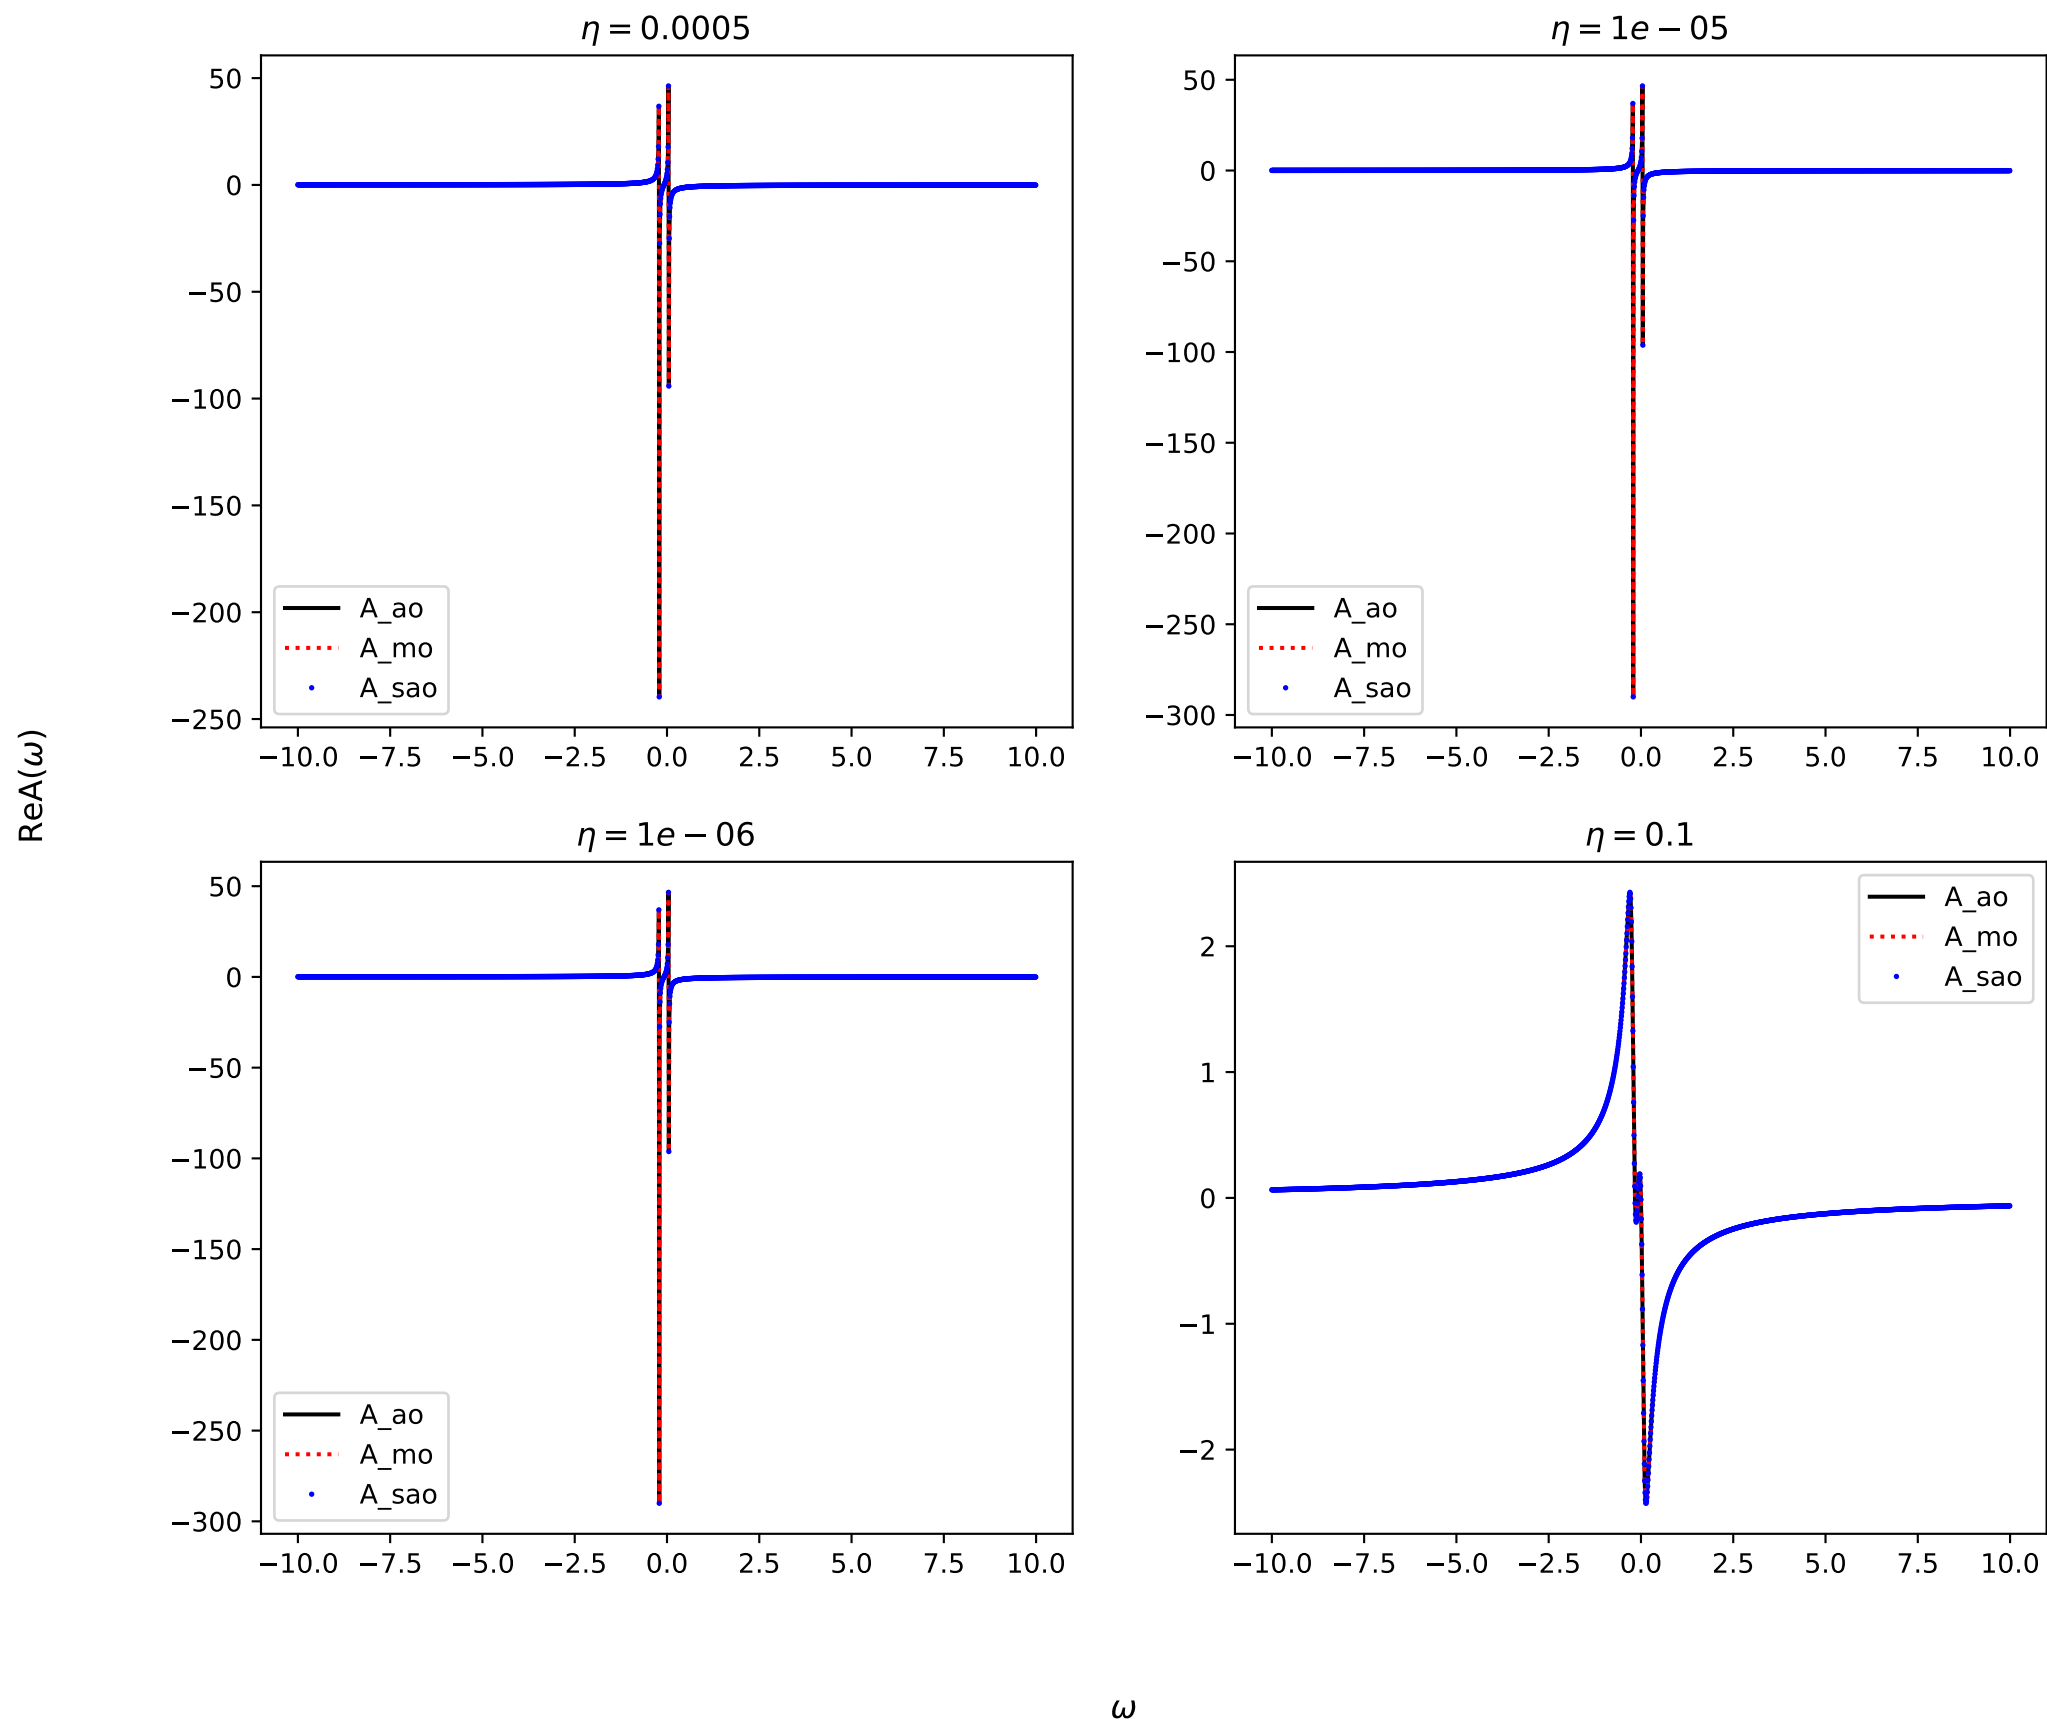 η = 0.0005
50
0
−50
−100
−150
−200
−250
−10.0 −7.5 −5.0 −2.5 0.0 2.5 5.0 7.5 10.0
A_ao
A_mo
A_sao
η = 1e − 05
50
0
−50
−100
−150
−200
−250
−300
−10.0 −7.5 −5.0 −2.5 0.0 2.5 5.0 7.5 10.0
A_ao
A_mo
A_sao
ReA(ω)
η = 1e − 06
50
0
−50
−100
−150
−200
−250
−300
−10.0 −7.5 −5.0 −2.5 0.0 2.5 5.0 7.5 10.0
A_ao
A_mo
A_sao
η = 0.1
2
1
0
−1
−2
−10.0 −7.5 −5.0 −2.5 0.0 2.5 5.0 7.5 10.0
A_ao
A_mo
A_sao
ω